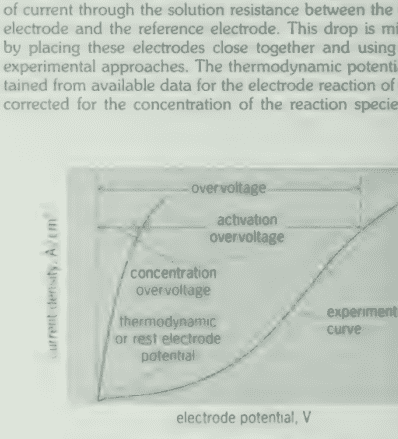 of current through the solution resistance between the
electrode and the reference electrode. This drop is mi
by placing these electrodes close together and using
experimental approaches. The thermodynamic potenti
tained from available data for the electrode reaction of
corrected for the concentration of the reaction specie
overvoltage
activation
overvoltage
concentration
overvoltage
thermodynamic
or rest electrode
potential
experiment
curve
current density, A/cm²
electrode potential, V